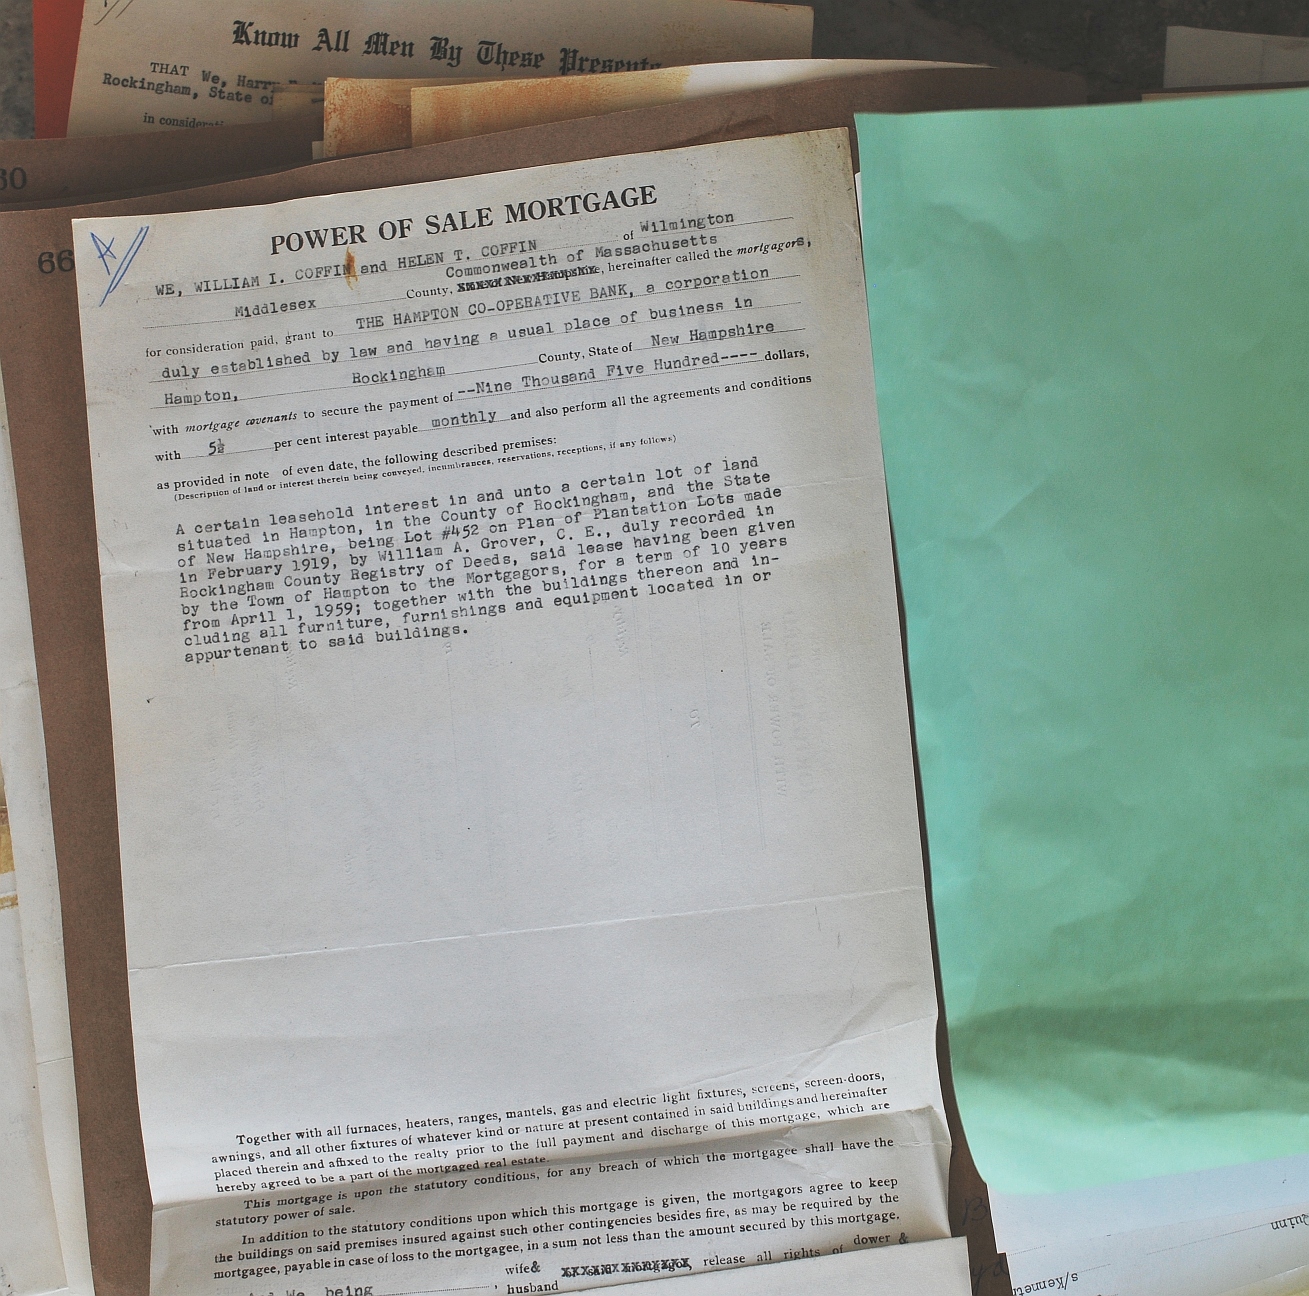 Know All Men By These Presents
THAT We, Harry
Rockingham, State of
in consider
30
66
A
POWER OF SALE MORTGAGE
WE, WILLIAM I. COFFIN and HELEN T. COFFIN of Wilmington
Commonwealth of Massachusetts
Middlesex County, hereinafter called the mortgagors,
for consideration paid, grant to THE HAMPTON CO-OPERATIVE BANK, a corporation
duly established by law and having a usual place of business in
Hampton, Rockingham County, State of New Hampshire
with mortgage covenants to secure the payment of --Nine Thousand Five Hundred---- dollars,
with 5½ per cent interest payable monthly and also perform all the agreements and conditions
as provided in note of even date, the following described premises:
(Description of land or interest therein being conveyed, incumbrances, reservations, receptions, if any follows)
A certain leasehold interest in and unto a certain lot of land
situated in Hampton, in the County of Rockingham, and the State
of New Hampshire, being Lot #452 on Plan of Plantation Lots made
in February 1919, by William A. Grover, C. E., duly recorded in
Rockingham County Registry of Deeds, said lease having been given
by the Town of Hampton to the Mortgagors, for a term of 10 years
from April 1, 1959; together with the buildings thereon and in-
cluding all furniture, furnishings and equipment located in or
appurtenant to said buildings.
Together with all furnaces, heaters, ranges, mantels, gas and electric light fixtures, screens, screen-doors,
awnings, and all other fixtures of whatever kind or nature at present contained in said buildings and hereinafter
placed therein and affixed to the realty prior to the full payment and discharge of this mortgage, which are
hereby agreed to be a part of the mortgaged real estate.
This mortgage is upon the statutory conditions, for any breach of which the mortgagee shall have the
statutory power of sale.
In addition to the statutory conditions upon which this mortgage is given, the mortgagors agree to keep
the buildings on said premises insured against such other contingencies besides fire, as may be required by the
mortgagee, payable in case of loss to the mortgagee, in a sum not less than the amount secured by this mortgage.
And We, being , wife & husband release all rights of dower &
s/Kenneth
Quinn